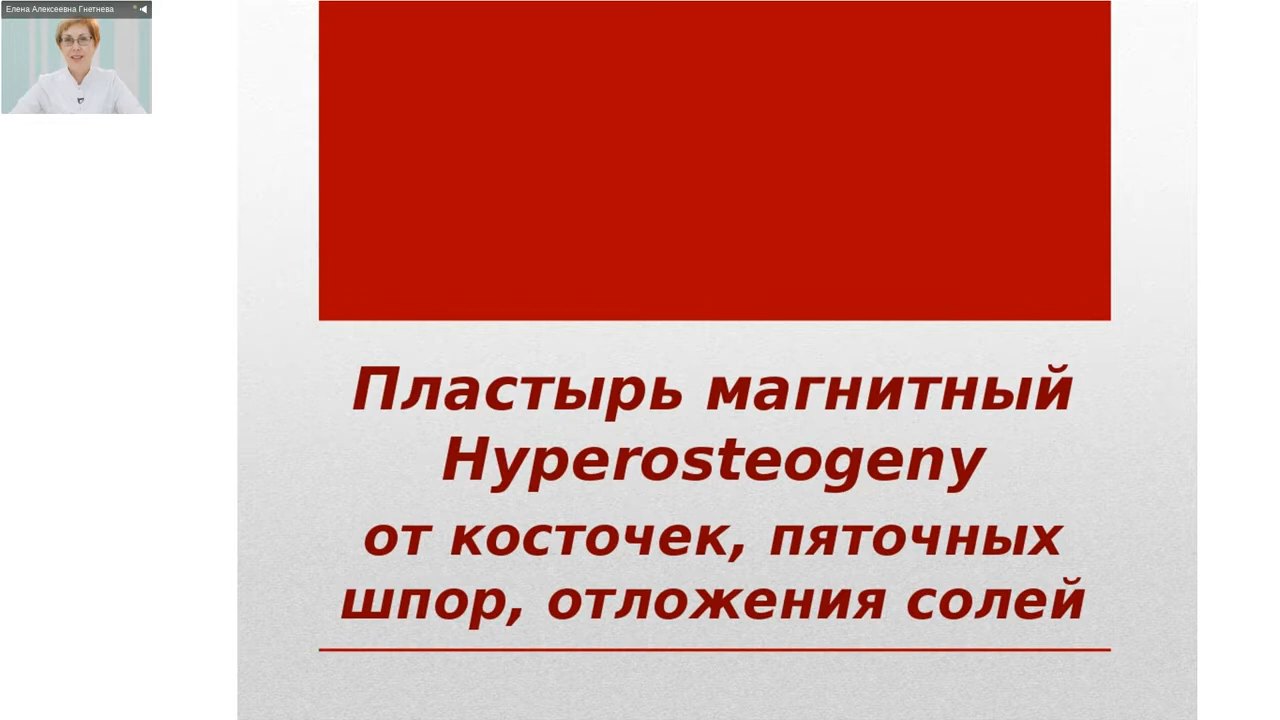 Елена Алексеевна Гнетнева
Пластырь магнитный
Hyperosteogeny
от косточек, пяточных
шпор, отложения солей